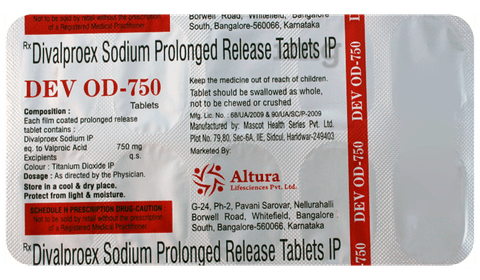 Not to be sold by retail without the prescription
of a Registered Medical Practitioner.
Borwell Road, Whitefield, Bangalore
South, Bangalore-560066, Karnataka
Rx Divalproex Sodium Prolonged Release Tablets IP
DEV OD-750
Tablets
Composition :
Each film coated prolonged release
tablet contains :
Divalproex Sodium IP
eq. to Valproic Acid 750 mg
Excipients q.s.
Colour : Titanium Dioxide IP
Dosage : As directed by the Physician.
Store in a cool & dry place.
Protect from light & moisture.
SCHEDULE H PRESCRIPTION DRUG-CAUTION :
Not to be sold by retail without the prescription
of a Registered Medical Practitioner.
Keep the medicine out of reach of children.
Tablet should be swallowed as whole,
not to be chewed or crushed
Mfg. Lic. No. : 68/UA/2009 & 90/UA/SC/P-2009
Manufactured by: Mascot Health Series Pvt. Ltd.
Plot No. 79,80, Sec-6A, IIE, Sidcul, Haridwar-249403
Marketed By:
Altura
Lifesciences Pvt. Ltd.
G-24, Ph-2, Pavani Sarovar, Nellurahalli
Borwell Road, Whitefield, Bangalore
South, Bangalore-560066, Karnataka
Rx Divalproex Sodium Prolonged Release Tablets IP
DEV OD-750
DEV OD-750